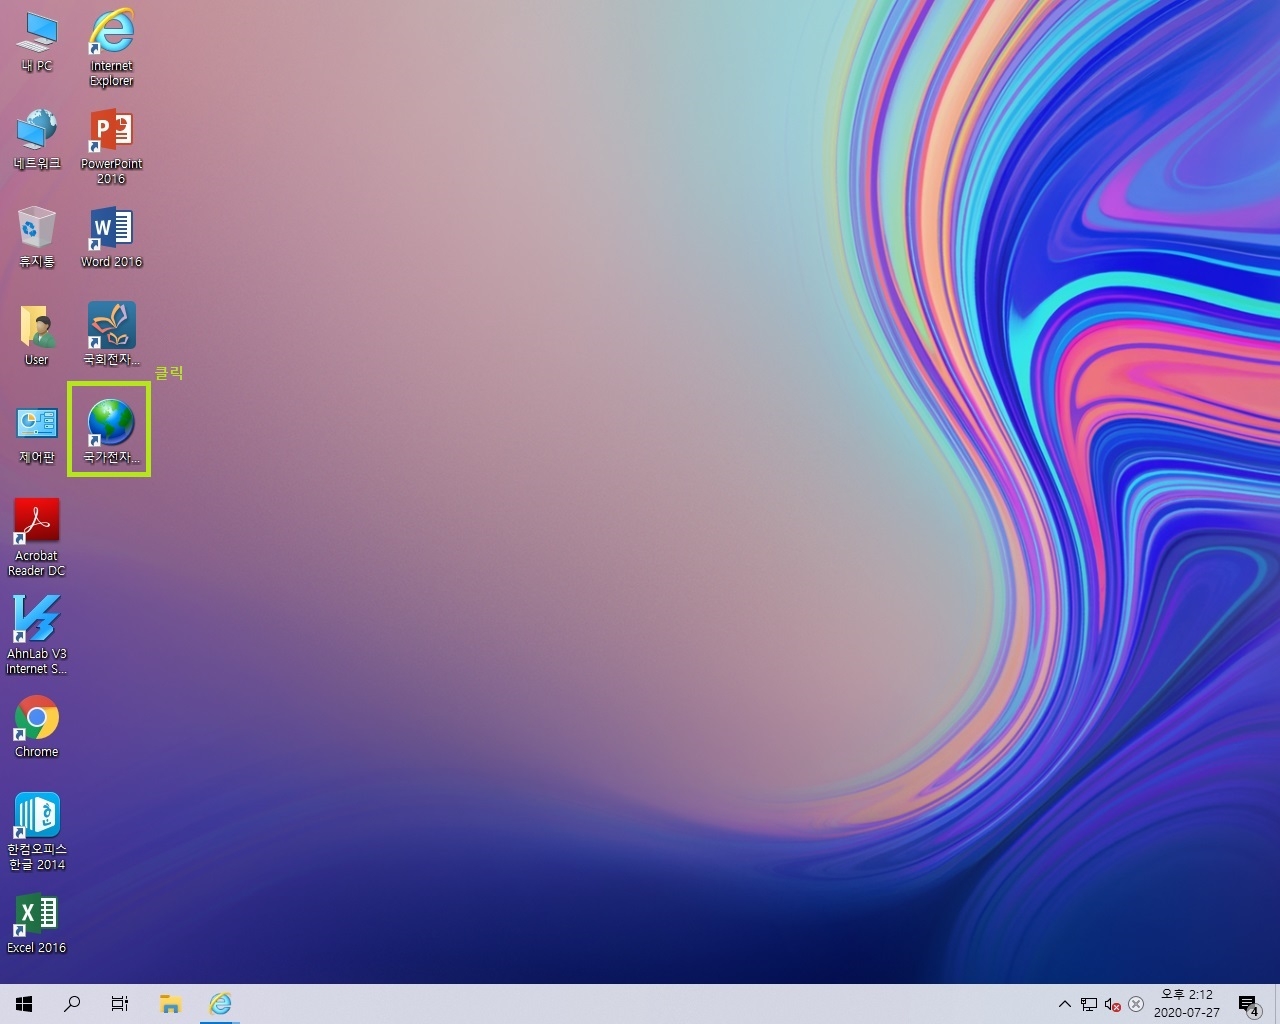 내 PC
Internet
Explorer
네트워크
PowerPoint
2016
휴지통
Word 2016
User
국회전자...
클릭
제어판
국가전자...
Acrobat
Reader DC
AhnLab V3
Internet S...
Chrome
한컴오피스
한글 2014
Excel 2016
오후 2:12
2020-07-27
4